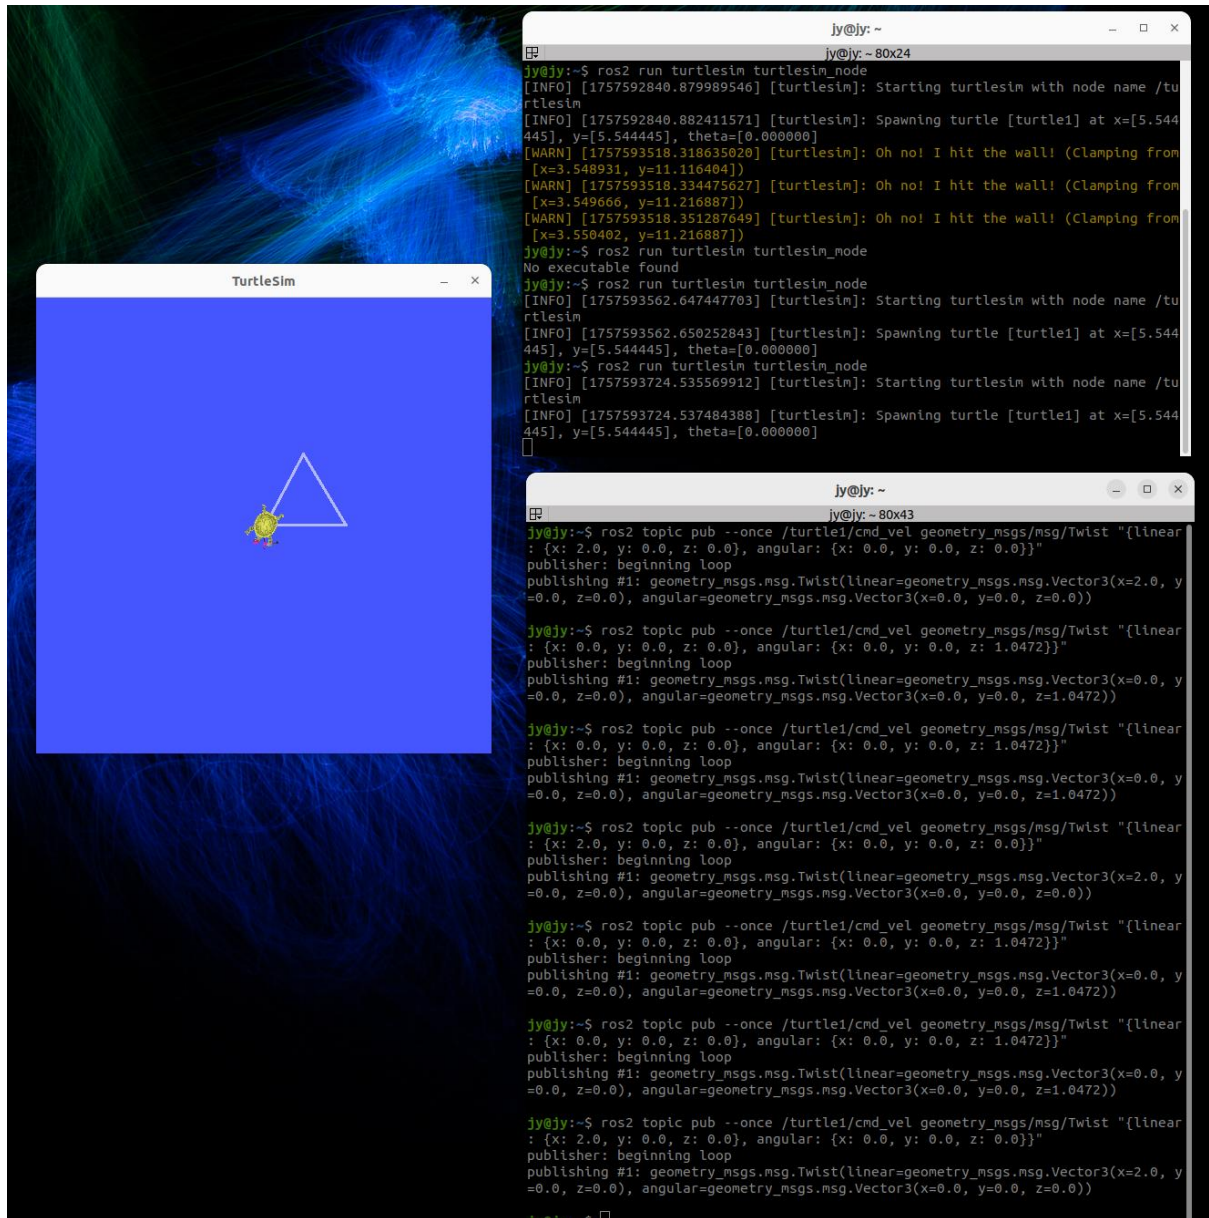 jy@jy: ~
jy@jy: ~ 80x24
jy@jy:~$ ros2 run turtlesim turtlesim_node
[INFO] [1757592840.879989546] [turtlesim]: Starting turtlesim with node name /tu
rtlesim
[INFO] [1757592840.882411571] [turtlesim]: Spawning turtle [turtle1] at x=[5.544
445], y=[5.544445], theta=[0.000000]
[WARN] [1757593518.318635020] [turtlesim]: Oh no! I hit the wall! (Clamping from
 [x=3.548931, y=11.116404])
[WARN] [1757593518.334475627] [turtlesim]: Oh no! I hit the wall! (Clamping from
 [x=3.549666, y=11.216887])
[WARN] [1757593518.351287649] [turtlesim]: Oh no! I hit the wall! (Clamping from
 [x=3.550402, y=11.216887])
jy@jy:~$ ros2 run turtlesim turtlesim_mode
No executable found
jy@jy:~$ ros2 run turtlesim turtlesim_node
[INFO] [1757593562.647447703] [turtlesim]: Starting turtlesim with node name /tu
rtlesim
[INFO] [1757593562.650252843] [turtlesim]: Spawning turtle [turtle1] at x=[5.544
445], y=[5.544445], theta=[0.000000]
jy@jy:~$ ros2 run turtlesim turtlesim_node
[INFO] [1757593724.535569912] [turtlesim]: Starting turtlesim with node name /tu
rtlesim
[INFO] [1757593724.537484388] [turtlesim]: Spawning turtle [turtle1] at x=[5.544
445], y=[5.544445], theta=[0.000000]
TurtleSim
jy@jy: ~
jy@jy: ~ 80x43
jy@jy:~$ ros2 topic pub --once /turtle1/cmd_vel geometry_msgs/msg/Twist "{linear
: {x: 2.0, y: 0.0, z: 0.0}, angular: {x: 0.0, y: 0.0, z: 0.0}}"
publisher: beginning loop
publishing #1: geometry_msgs.msg.Twist(linear=geometry_msgs.msg.Vector3(x=2.0, y
=0.0, z=0.0), angular=geometry_msgs.msg.Vector3(x=0.0, y=0.0, z=0.0))
jy@jy:~$ ros2 topic pub --once /turtle1/cmd_vel geometry_msgs/msg/Twist "{linear
: {x: 0.0, y: 0.0, z: 0.0}, angular: {x: 0.0, y: 0.0, z: 1.0472}}"
publisher: beginning loop
publishing #1: geometry_msgs.msg.Twist(linear=geometry_msgs.msg.Vector3(x=0.0, y
=0.0, z=0.0), angular=geometry_msgs.msg.Vector3(x=0.0, y=0.0, z=1.0472))
jy@jy:~$ ros2 topic pub --once /turtle1/cmd_vel geometry_msgs/msg/Twist "{linear
: {x: 0.0, y: 0.0, z: 0.0}, angular: {x: 0.0, y: 0.0, z: 1.0472}}"
publisher: beginning loop
publishing #1: geometry_msgs.msg.Twist(linear=geometry_msgs.msg.Vector3(x=0.0, y
=0.0, z=0.0), angular=geometry_msgs.msg.Vector3(x=0.0, y=0.0, z=1.0472))
jy@jy:~$ ros2 topic pub --once /turtle1/cmd_vel geometry_msgs/msg/Twist "{linear
: {x: 2.0, y: 0.0, z: 0.0}, angular: {x: 0.0, y: 0.0, z: 0.0}}"
publisher: beginning loop
publishing #1: geometry_msgs.msg.Twist(linear=geometry_msgs.msg.Vector3(x=2.0, y
=0.0, z=0.0), angular=geometry_msgs.msg.Vector3(x=0.0, y=0.0, z=0.0))
jy@jy:~$ ros2 topic pub --once /turtle1/cmd_vel geometry_msgs/msg/Twist "{linear
: {x: 0.0, y: 0.0, z: 0.0}, angular: {x: 0.0, y: 0.0, z: 1.0472}}"
publisher: beginning loop
publishing #1: geometry_msgs.msg.Twist(linear=geometry_msgs.msg.Vector3(x=0.0, y
=0.0, z=0.0), angular=geometry_msgs.msg.Vector3(x=0.0, y=0.0, z=1.0472))
jy@jy:~$ ros2 topic pub --once /turtle1/cmd_vel geometry_msgs/msg/Twist "{linear
: {x: 0.0, y: 0.0, z: 0.0}, angular: {x: 0.0, y: 0.0, z: 1.0472}}"
publisher: beginning loop
publishing #1: geometry_msgs.msg.Twist(linear=geometry_msgs.msg.Vector3(x=0.0, y
=0.0, z=0.0), angular=geometry_msgs.msg.Vector3(x=0.0, y=0.0, z=1.0472))
jy@jy:~$ ros2 topic pub --once /turtle1/cmd_vel geometry_msgs/msg/Twist "{linear
: {x: 2.0, y: 0.0, z: 0.0}, angular: {x: 0.0, y: 0.0, z: 0.0}}"
publisher: beginning loop
publishing #1: geometry_msgs.msg.Twist(linear=geometry_msgs.msg.Vector3(x=2.0, y
=0.0, z=0.0), angular=geometry_msgs.msg.Vector3(x=0.0, y=0.0, z=0.0))